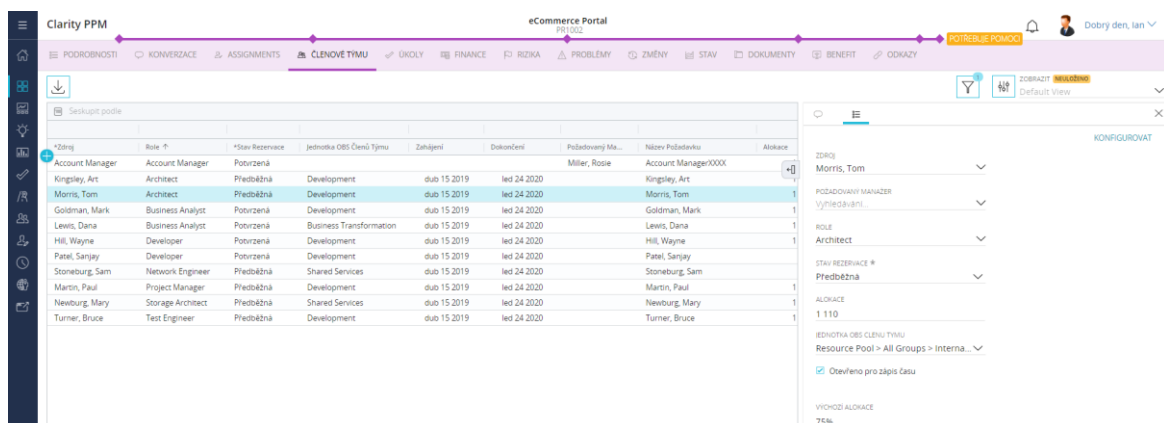 Clarity PPM
eCommerce Portal
PR1002
Dobrý den, Ian
POTŘEBUJE POMOCI
PODROBNOSTI KONVERZACE ASSIGNMENTS ČLENOVÉ TÝMU ÚKOLY FINANCE RIZIKA PROBLÉMY ZMĚNY STAV DOKUMENTY BENEFIT ODKAZY
ZOBRAZIT NEULOŽENO
Default View
Seskupit podle
*Zdroj Role ↑ *Stav Rezervace Jednotka OBS Členů Týmu Zahájení Dokončení Požadovaný Ma... Název Požadavku Alokace
Account Manager Account Manager Potvrzená Miller, Rosie Account ManagerXXXX
Kingsley, Art Architect Předběžná Development dub 15 2019 led 24 2020 Kingsley, Art 1
Morris, Tom Architect Předběžná Development dub 15 2019 led 24 2020 Morris, Tom 1
Goldman, Mark Business Analyst Potvrzená Development dub 15 2019 led 24 2020 Goldman, Mark 1
Lewis, Dana Business Analyst Potvrzená Business Transformation dub 15 2019 led 24 2020 Lewis, Dana 1
Hill, Wayne Developer Potvrzená Development dub 15 2019 led 24 2020 Hill, Wayne 1
Patel, Sanjay Developer Potvrzená Development dub 15 2019 led 24 2020 Patel, Sanjay
Stoneburg, Sam Network Engineer Předběžná Shared Services dub 15 2019 led 24 2020 Stoneburg, Sam
Martin, Paul Project Manager Předběžná Development dub 15 2019 led 24 2020 Martin, Paul 1
Newburg, Mary Storage Architect Předběžná Shared Services dub 15 2019 led 24 2020 Newburg, Mary 1
Turner, Bruce Test Engineer Předběžná Development dub 15 2019 led 24 2020 Turner, Bruce 1
KONFIGUROVAT
ZDROJ
Morris, Tom
POŽADOVANÝ MANAŽER
Vyhledávání...
ROLE
Architect
STAV REZERVACE *
Předběžná
ALOKACE
1 110
JEDNOTKA OBS ČLENŮ TÝMU
Resource Pool > All Groups > Interna...
Otevřeno pro zápis času
VÝCHOZÍ ALOKACE
75%